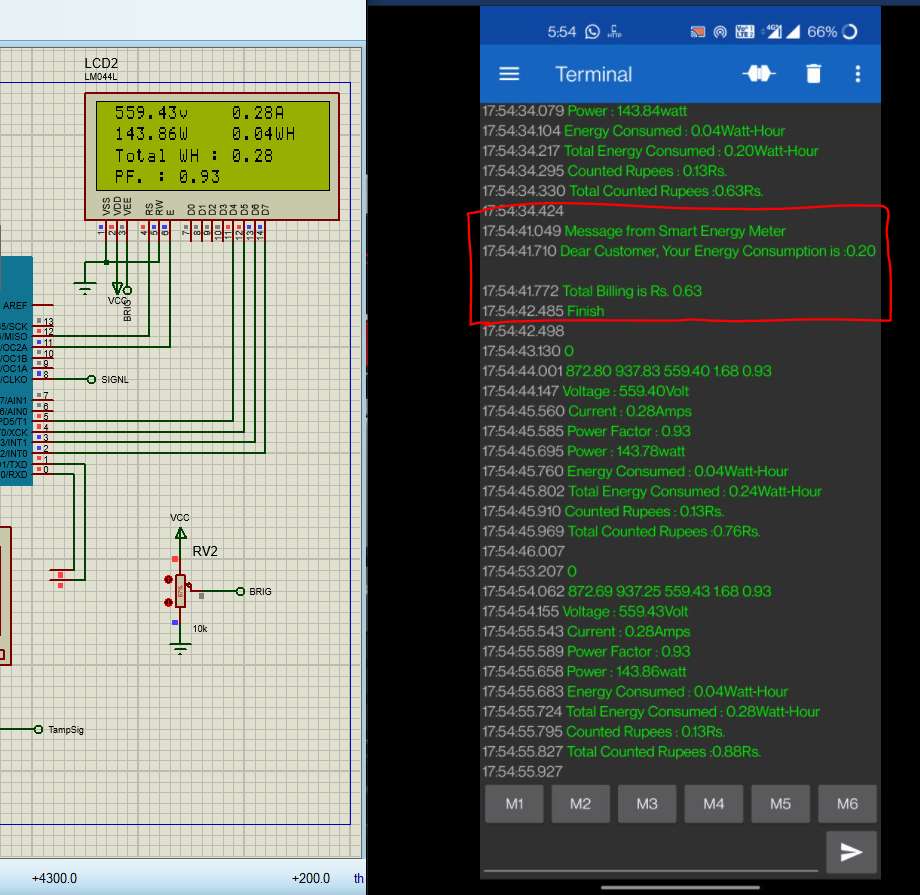 LCD2
LM044L
559.43v 0.28A
143.86W 0.04WH
Total WH : 0.28
PF. : 0.93
VSS
VDD
VEE
RS
RW
E
D0
D1
D2
D3
D4
D5
D6
D7
1
2
3
4
5
6
7
8
9
10
11
12
13
14
VCC
BRIG
AREF
13
12
/MISO
11
/OC2A
10
/OC1B
9
/OC1A
8
/CLKO
SIGNL
7
/AIN1
6
/AIN0
5
PD5/T1
4
/XCK
3
/INT1
2
/INT0
1
/TXD
0
/RXD
VCC
RV2
BRIG
10k
TampSig
+4300.0
+200.0
th
5:54
HTTP
66%
Terminal
17:54:34.079 Power : 143.84watt
17:54:34.104 Energy Consumed : 0.04Watt-Hour
17:54:34.217 Total Energy Consumed : 0.20Watt-Hour
17:54:34.295 Counted Rupees : 0.13Rs.
17:54:34.330 Total Counted Rupees :0.63Rs.
17:54:34.424
17:54:41.049 Message from Smart Energy Meter
17:54:41.710 Dear Customer, Your Energy Consumption is :0.20
17:54:41.772 Total Billing is Rs. 0.63
17:54:42.485 Finish
17:54:42.498
17:54:43.130 0
17:54:44.001 872.80 937.83 559.40 1.68 0.93
17:54:44.147 Voltage : 559.40Volt
17:54:45.560 Current : 0.28Amps
17:54:45.585 Power Factor : 0.93
17:54:45.695 Power : 143.78watt
17:54:45.760 Energy Consumed : 0.04Watt-Hour
17:54:45.802 Total Energy Consumed : 0.24Watt-Hour
17:54:45.910 Counted Rupees : 0.13Rs.
17:54:45.969 Total Counted Rupees :0.76Rs.
17:54:46.007
17:54:53.207 0
17:54:54.062 872.69 937.25 559.43 1.68 0.93
17:54:54.155 Voltage : 559.43Volt
17:54:55.543 Current : 0.28Amps
17:54:55.589 Power Factor : 0.93
17:54:55.658 Power : 143.86watt
17:54:55.683 Energy Consumed : 0.04Watt-Hour
17:54:55.724 Total Energy Consumed : 0.28Watt-Hour
17:54:55.795 Counted Rupees : 0.13Rs.
17:54:55.827 Total Counted Rupees :0.88Rs.
17:54:55.927
M1
M2
M3
M4
M5
M6